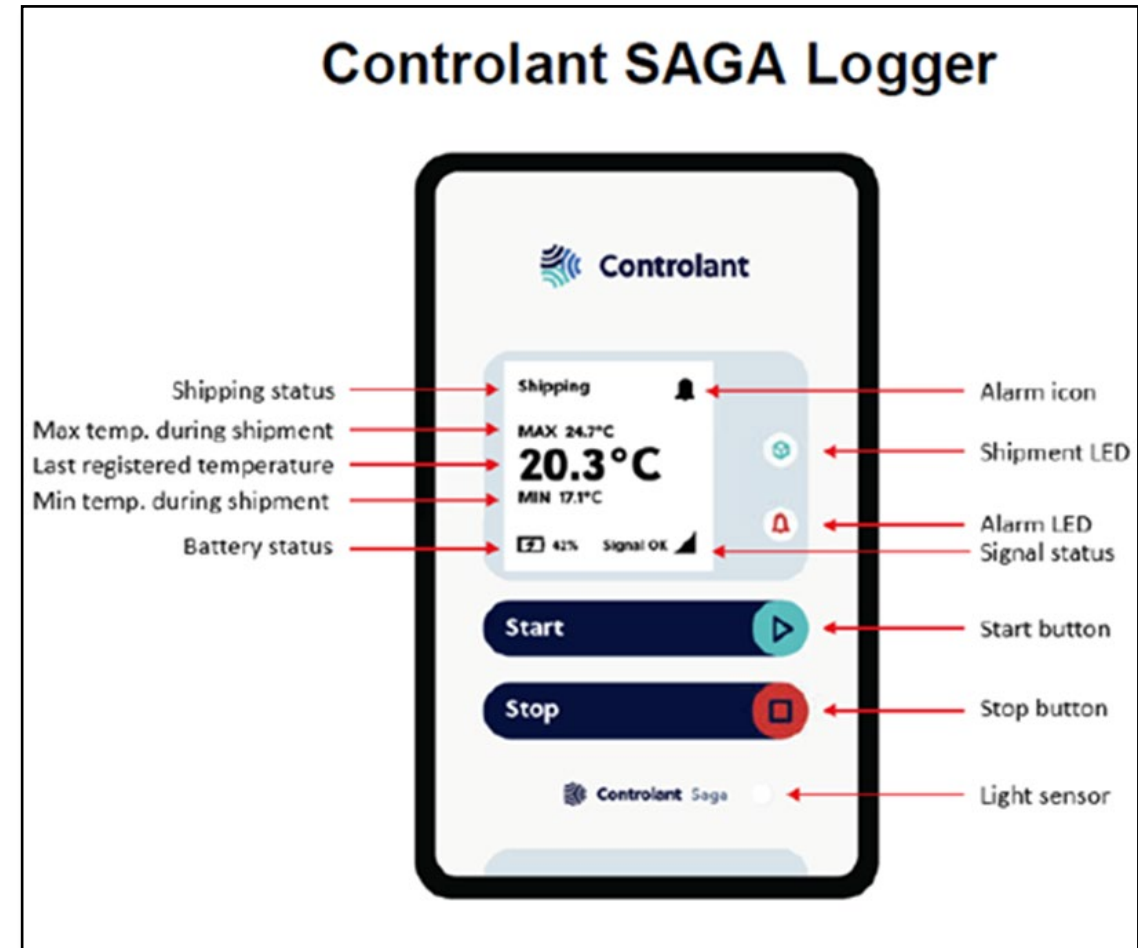 Controlant SAGA Logger
Controlant
Shipping status
Max temp. during shipment
Last registered temperature
Min temp. during shipment
Battery status
Shipping
MAX 24.7°C
20.3°C
MIN 17.1°C
42% Signal OK
Alarm icon
Shipment LED
Alarm LED
Signal status
Start
Start button
Stop
Stop button
Controlant Saga
Light sensor